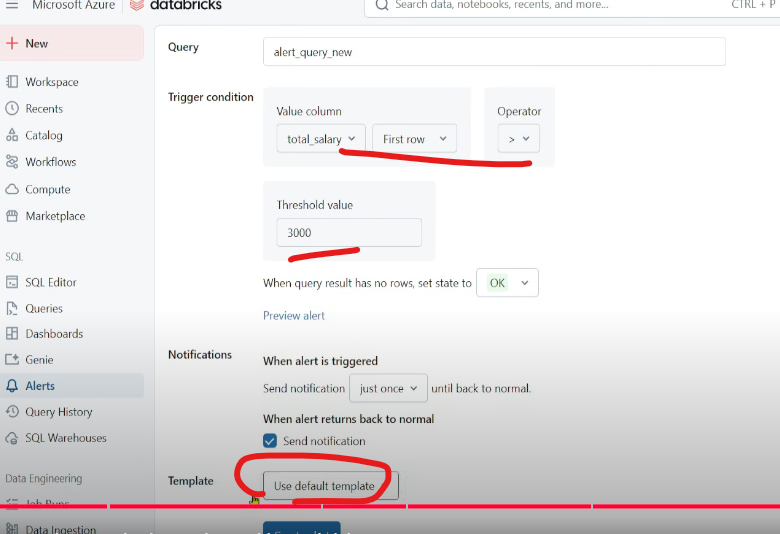 Microsoft Azure databricks Search data, notebooks, recents, and more... CTRL + P
New
Workspace
Recents
Catalog
Workflows
Compute
Marketplace
SQL
SQL Editor
Queries
Dashboards
Genie
Alerts
Query History
SQL Warehouses
Data Engineering
Job Runs
Data Ingestion
Query alert_query_new
Trigger condition
Value column Operator
total_salary First row >
Threshold value
3000
When query result has no rows, set state to OK
Preview alert
Notifications When alert is triggered
Send notification just once until back to normal.
When alert returns back to normal
Send notification
Template Use default template